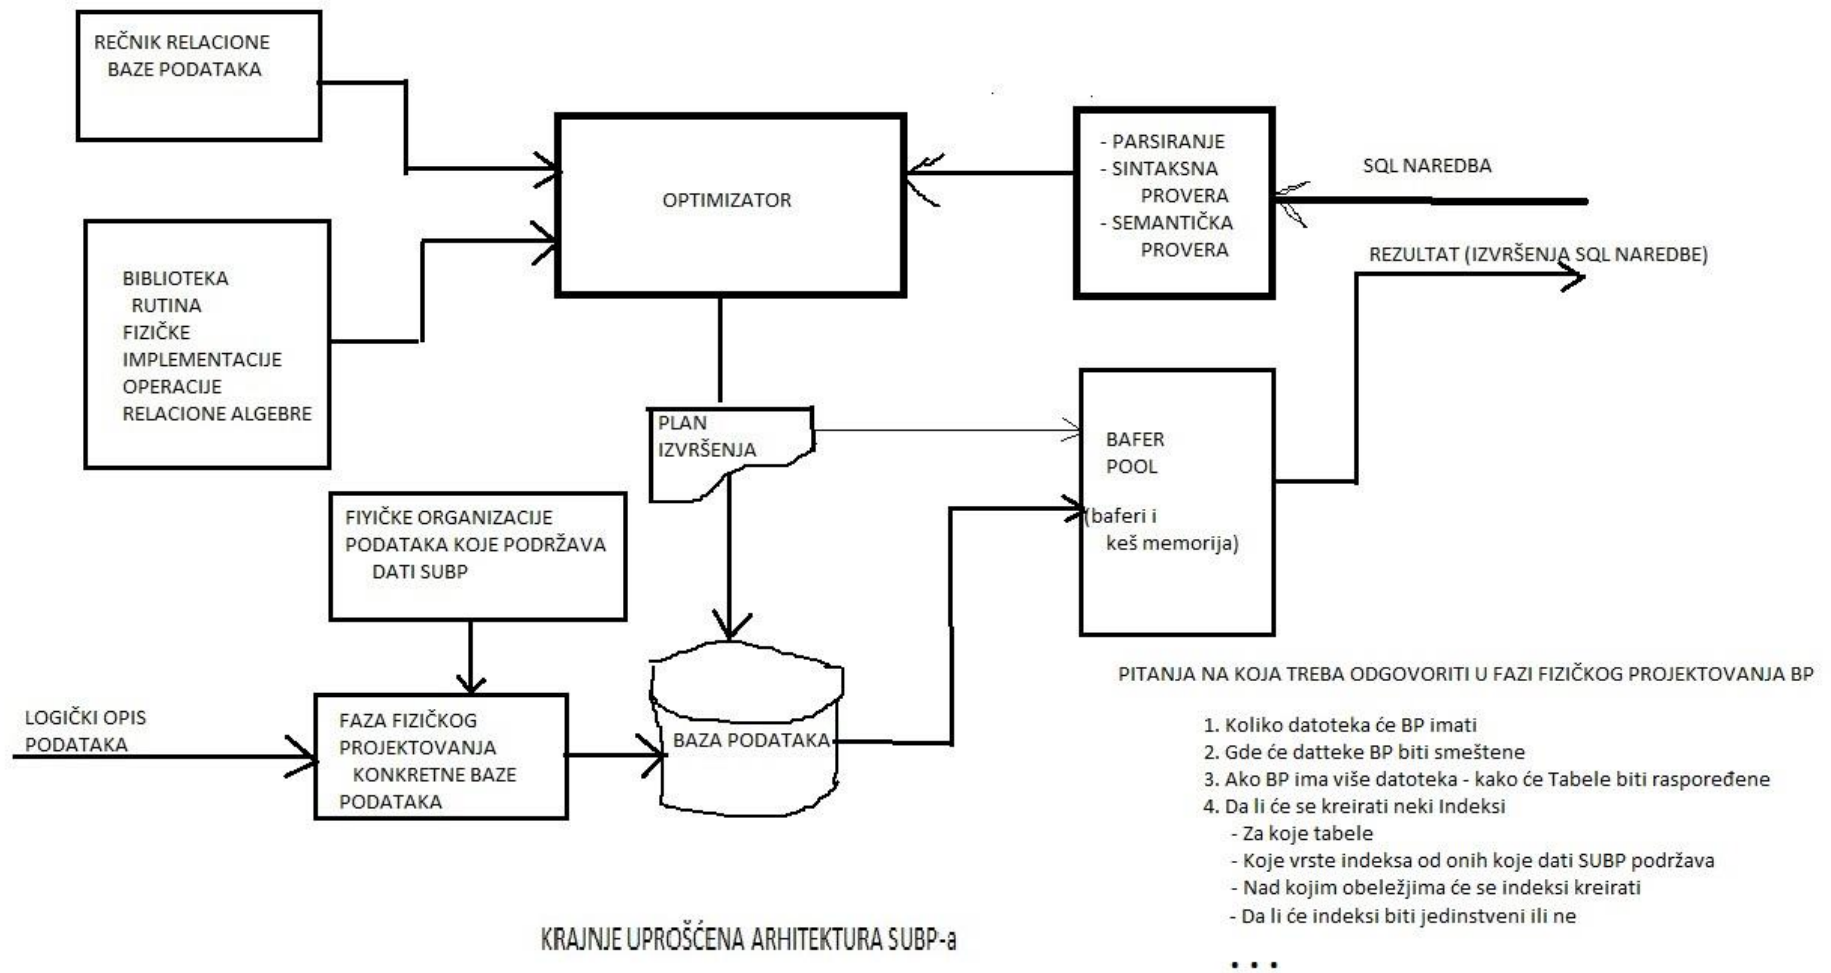 REČNIK RELACIONE
BAZE PODATAKA
OPTIMIZATOR
- PARSIRANJE
- SINTAKSNA
PROVERA
- SEMANTIČKA
PROVERA
SQL NAREDBA
REZULTAT (IZVRŠENJA SQL NAREDBE)
BIBLIOTEKA
RUTINA
FIZIČKE
IMPLEMENTACIJE
OPERACIJE
RELACIONE ALGEBRE
PLAN
IZVRŠENJA
BAFER
POOL
(baferi i
keš memorija)
FIYIČKE ORGANIZACIJE
PODATAKA KOJE PODRŽAVA
DATI SUBP
LOGIČKI OPIS
PODATAKA
FAZA FIZIČKOG
PROJEKTOVANJA
KONKRETNE BAZE
PODATAKA
BAZA PODATAKA
PITANJA NA KOJA TREBA ODGOVORITI U FAZI FIZIČKOG PROJEKTOVANJA BP
1. Koliko datoteka će BP imati
2. Gde će datteke BP biti smeštene
3. Ako BP ima više datoteka - kako će Tabele biti raspoređene
4. Da li će se kreirati neki Indeksi
- Za koje tabele
- Koje vrste indeksa od onih koje dati SUBP podržava
- Nad kojim obeležjima će se indeksi kreirati
- Da li će indeksi biti jedinstveni ili ne
. . .
KRAJNJE UPROŠĆENA ARHITEKTURA SUBP-a